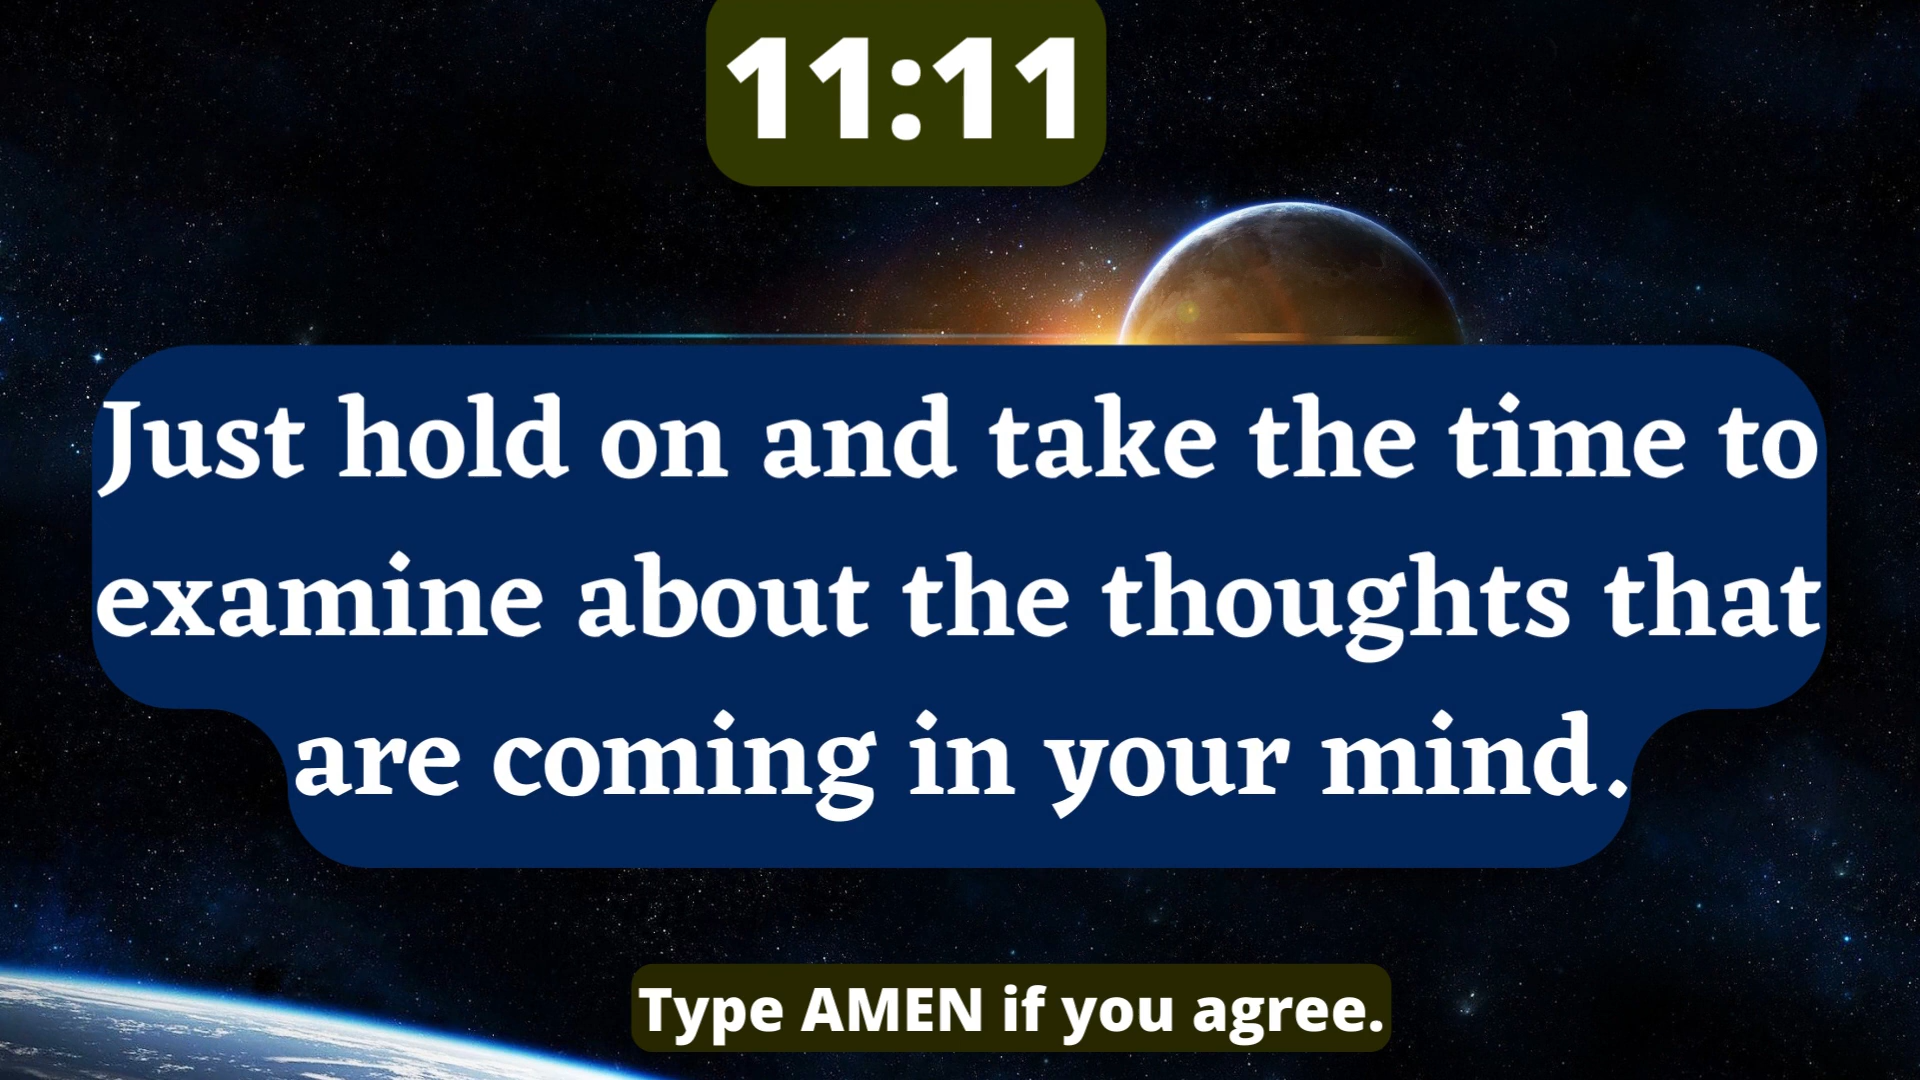 11:11
Just hold on and take the time to
examine about the thoughts that
are coming in your mind.
Type AMEN if you agree.